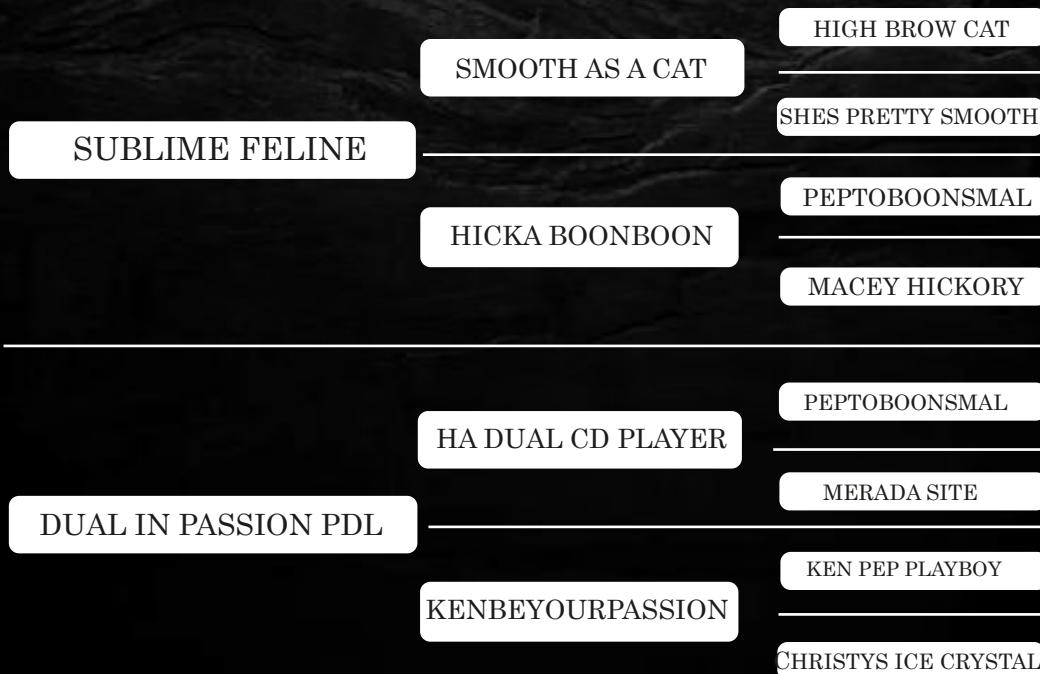 HIGH BROW CAT
SMOOTH AS A CAT
SHES PRETTY SMOOTH
SUBLIME FELINE
PEPTOBOONSMAL
HICKA BOONBOON
MACEY HICKORY
PEPTOBOONSMAL
HA DUAL CD PLAYER
MERADA SITE
DUAL IN PASSION PDL
KEN PEP PLAYBOY
KENBEYOURPASSION
CHRISTYS ICE CRYSTAL